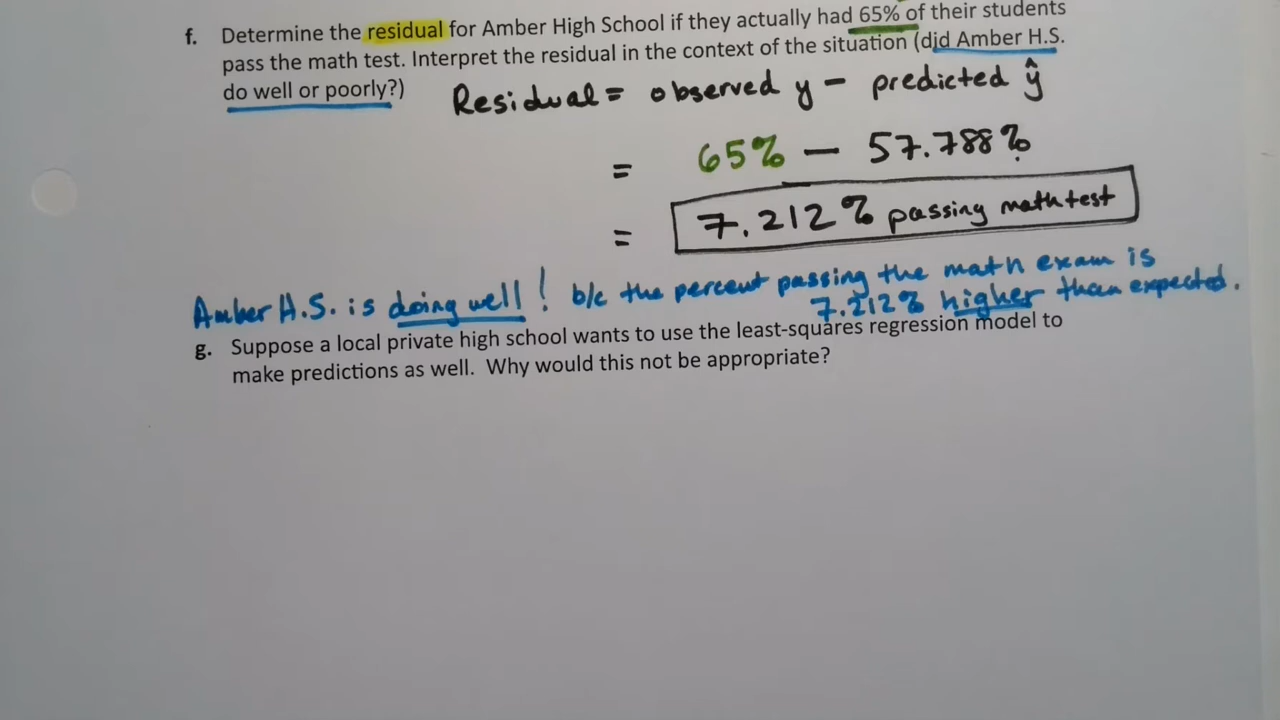 f. Determine the residual for Amber High School if they actually had 65% of their students
pass the math test. Interpret the residual in the context of the situation (did Amber H.S.
do well or poorly?)
Residual = observed y − predicted ŷ
= 65% − 57.788%
= 7.212% passing math test
Amber H.S. is doing well! b/c the percent passing the math exam is
7.212% higher than expected.
g. Suppose a local private high school wants to use the least-squares regression model to
make predictions as well. Why would this not be appropriate?